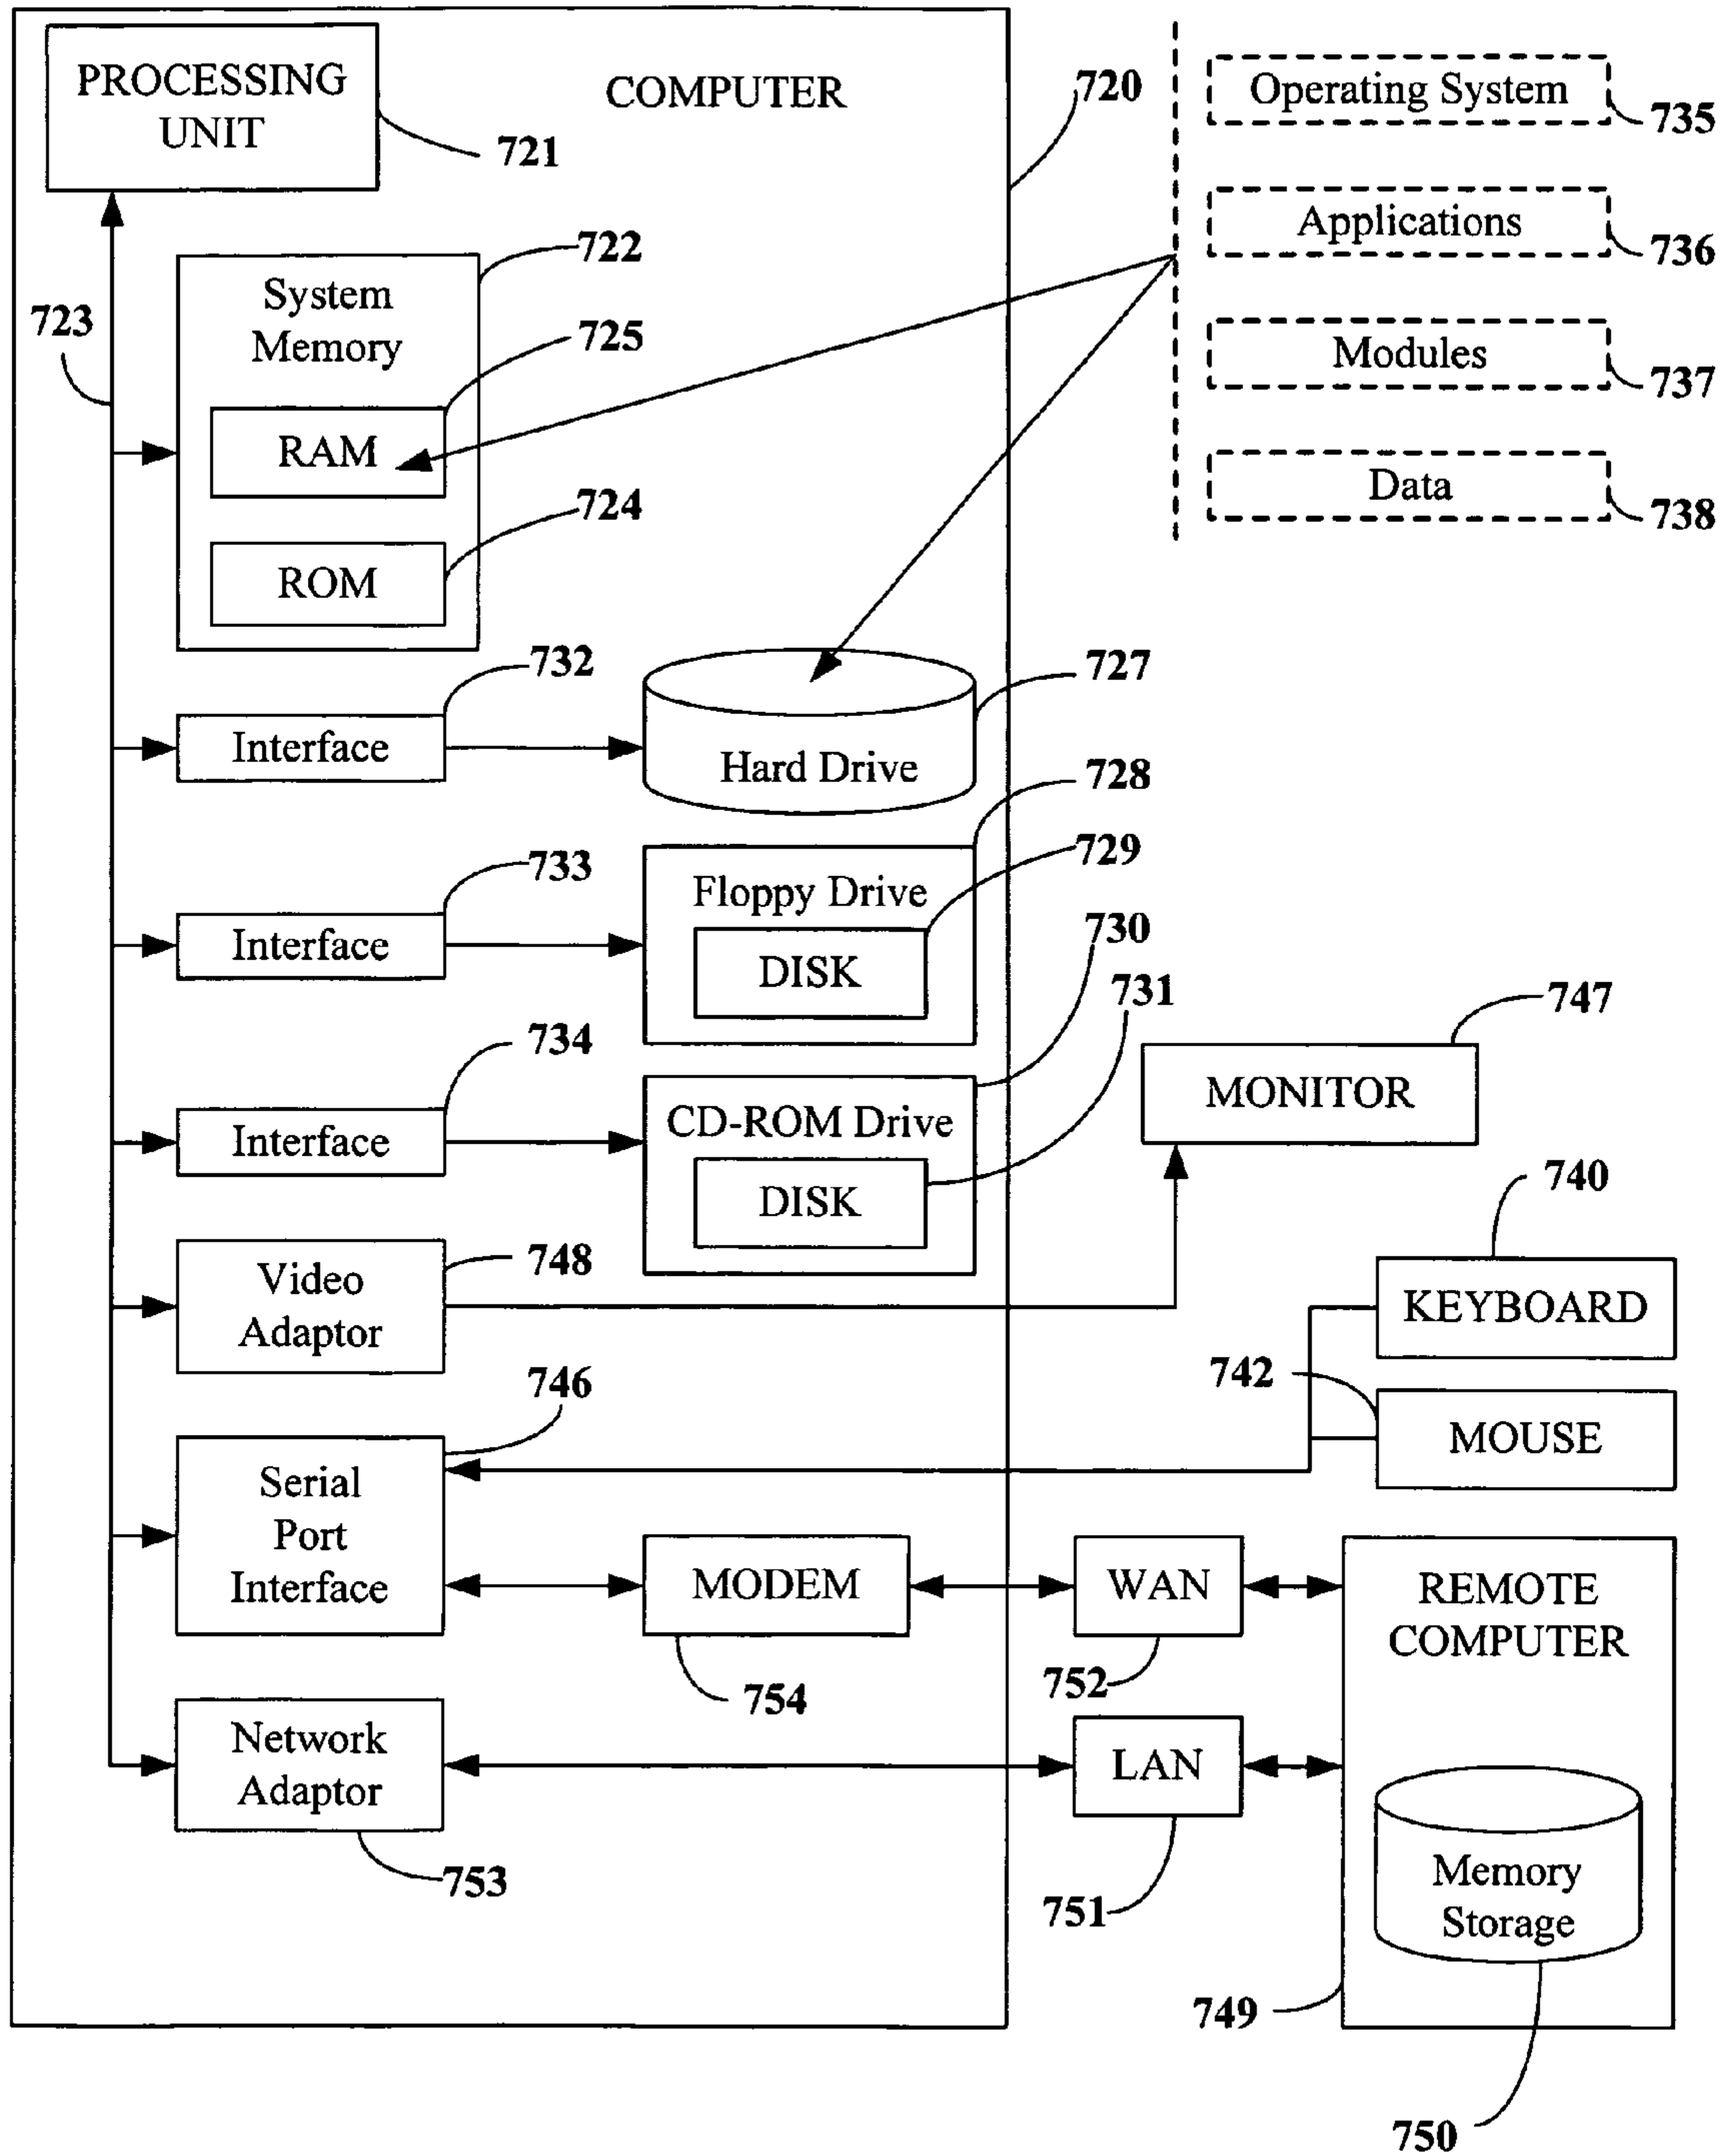 PROCESSING
UNIT
721
COMPUTER
720
Operating System
735
Applications
736
Modules
737
Data
738
722
723
System
Memory
725
RAM
724
ROM
732
Interface
727
Hard Drive
728
733
Interface
Floppy Drive
729
DISK
730
731
734
Interface
CD-ROM Drive
DISK
747
MONITOR
748
Video
Adaptor
740
KEYBOARD
742
MOUSE
746
Serial
Port
Interface
MODEM
754
WAN
752
REMOTE
COMPUTER
Network
Adaptor
753
LAN
751
Memory
Storage
749
750